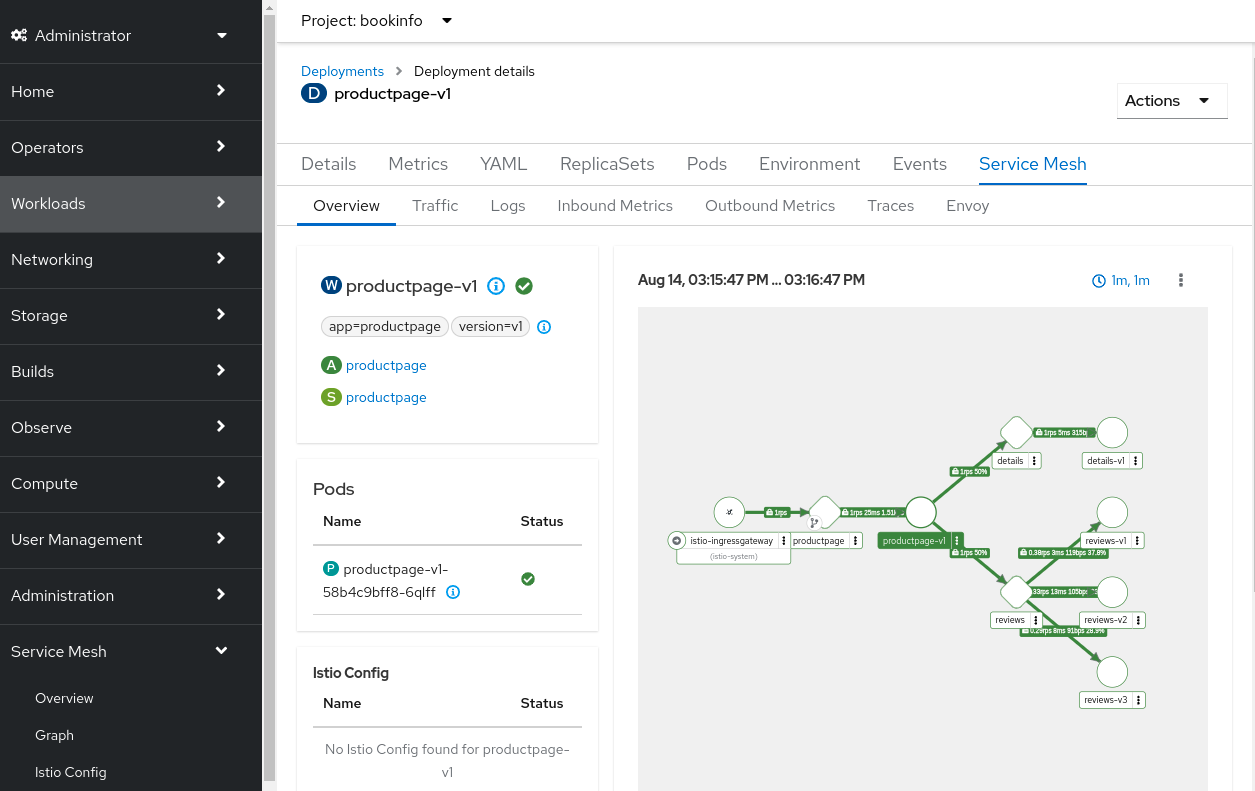 Administrator
Home
Operators
Workloads
Networking
Storage
Builds
Observe
Compute
User Management
Administration
Service Mesh
Overview
Graph
Istio Config
Project: bookinfo
Deployments Deployment details
D productpage-v1
Actions
Details Metrics YAML ReplicaSets Pods Environment Events Service Mesh
Overview Traffic Logs Inbound Metrics Outbound Metrics Traces Envoy
W productpage-v1
app=productpage version=v1
A productpage
S productpage
Pods
Name Status
P productpage-v1-
58b4c9bff8-6qlff
Istio Config
Name Status
No Istio Config found for productpage-
v1
Aug 14, 03:15:47 PM ... 03:16:47 PM
1m, 1m
1rps 5ms 315b
details
details-v1
1rps 50%
1rps
1rps 25ms 1.51
istio-ingressgateway
(istio-system)
productpage
productpage-v1
reviews-v1
1rps 50%
0.38rps 3ms 119bps 37.8%
33rps 13ms 105bp
reviews
reviews-v2
0.29rps 8ms 91bps 28.9%
reviews-v3